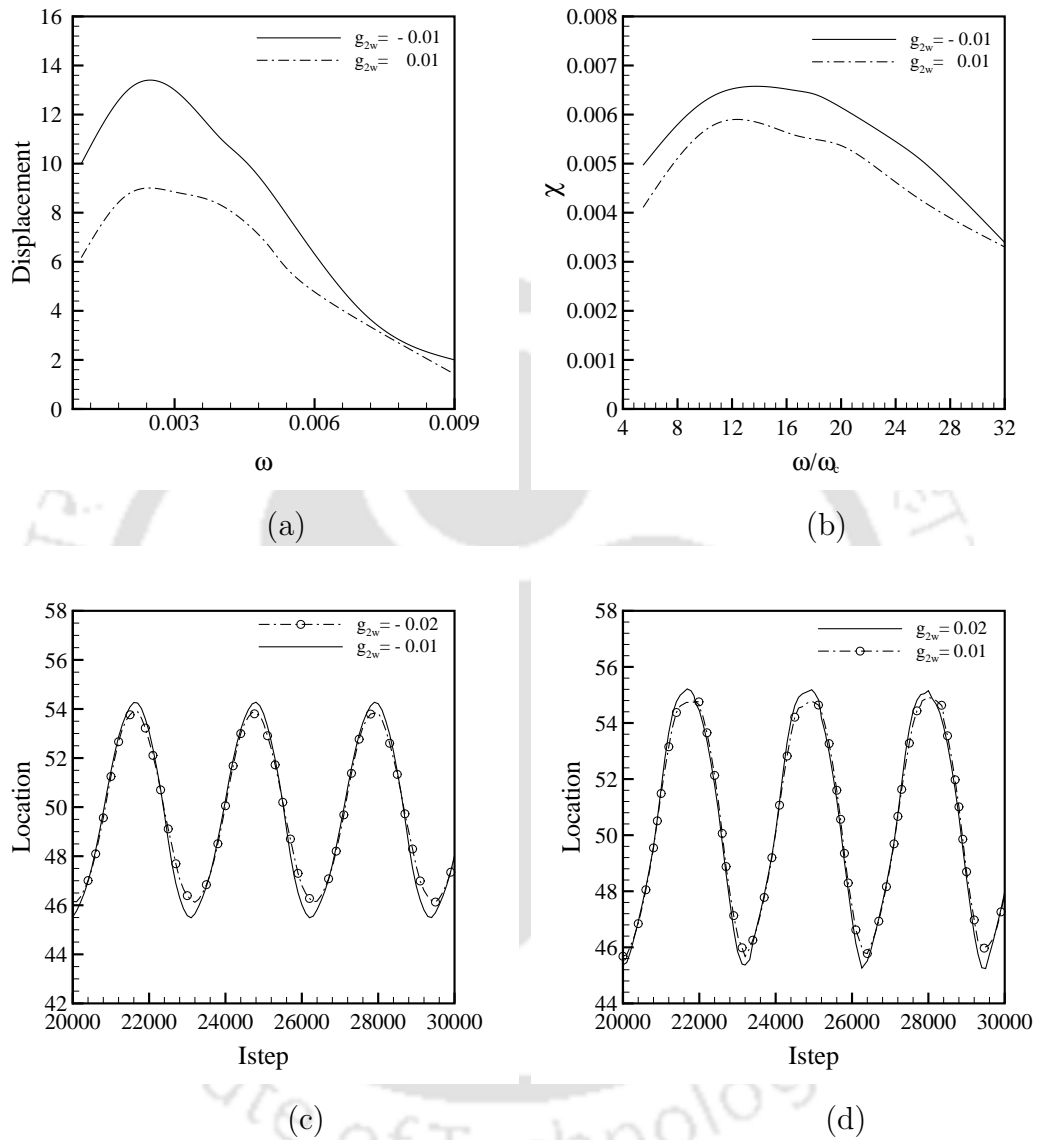 16
14
12
10
8
6
4
2
0
Displacement
g2w= - 0.01
g2w= 0.01
0.003
0.006
0.009
ω
(a)
0.008
0.007
0.006
0.005
0.004
0.003
0.002
0.001
0
χ
g2w= - 0.01
g2w= 0.01
4
8
12
16
20
24
28
32
ω/ωc
(b)
58
56
54
52
50
48
46
44
42
Location
g2w= - 0.02
g2w= - 0.01
20000
22000
24000
26000
28000
30000
Istep
(c)
58
56
54
52
50
48
46
44
Location
g2w= 0.02
g2w= 0.01
20000
22000
24000
26000
28000
30000
Istep
(d)